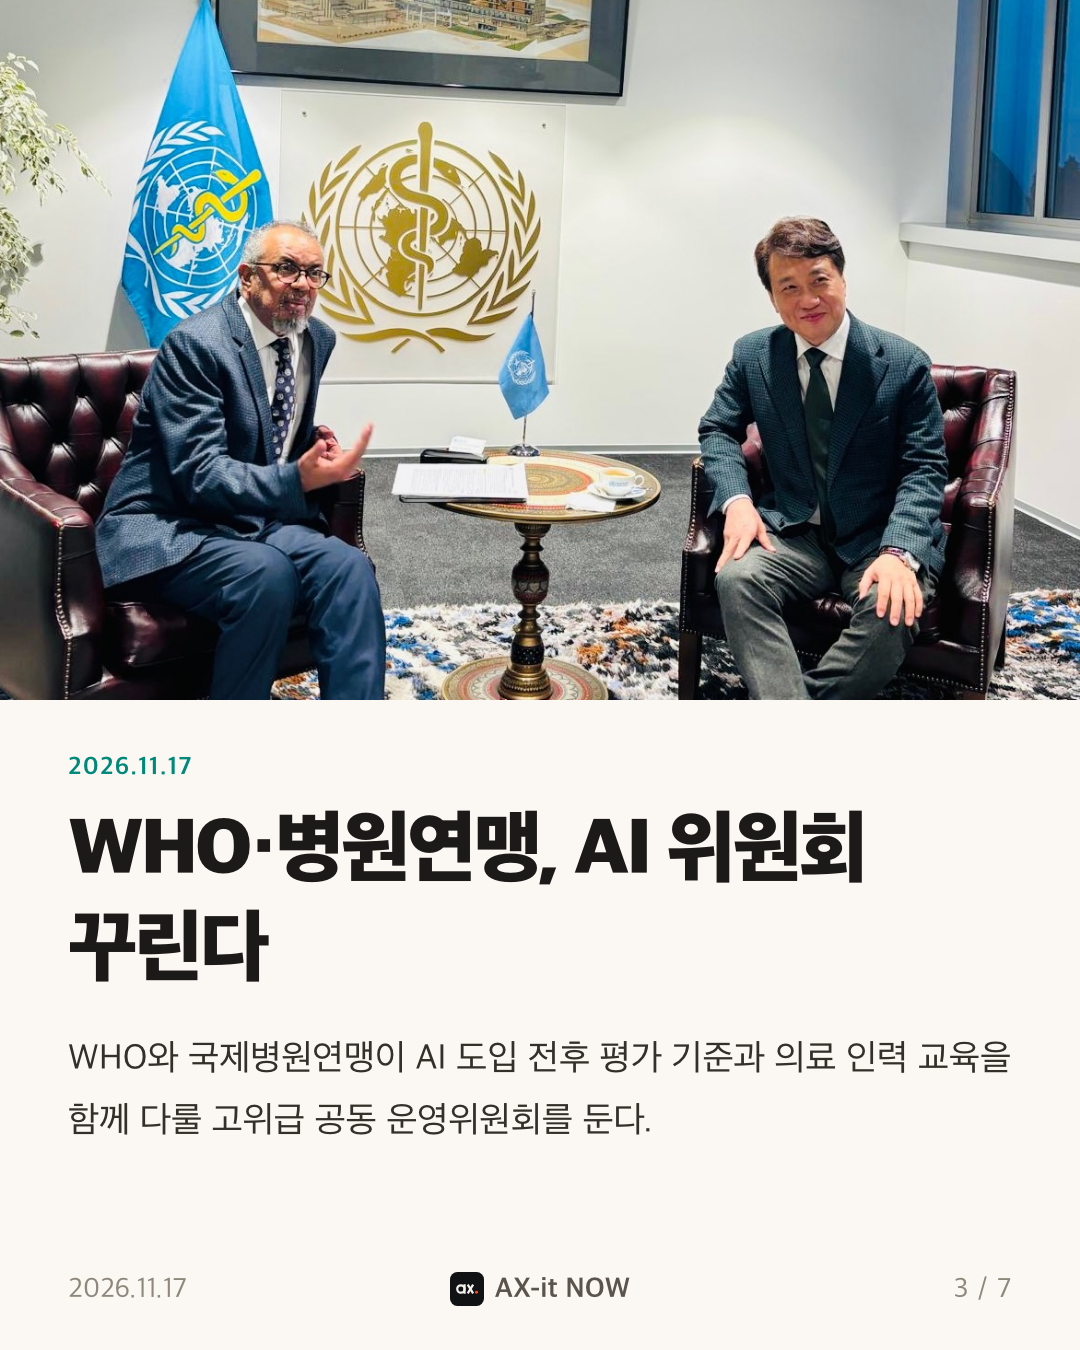 2026.11.17
WHO·병원연맹, AI 위원회
꾸린다
WHO와 국제병원연맹이 AI 도입 전후 평가 기준과 의료 인력 교육을
함께 다룰 고위급 공동 운영위원회를 둔다.
2026.11.17
ax.
AX-it NOW
3 / 7